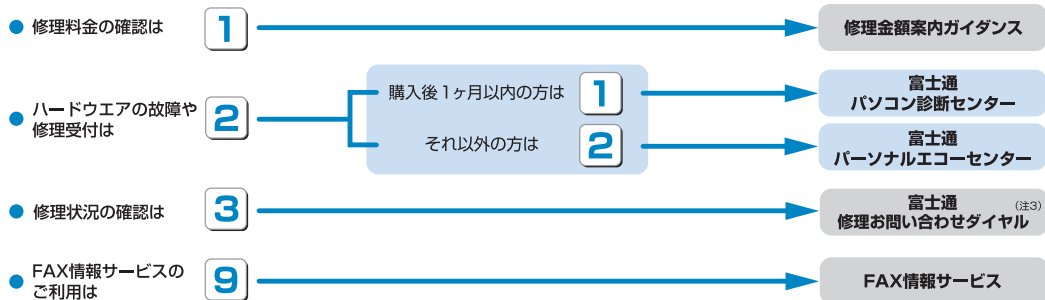 修理料金の確認は
1
修理金額案内ガイダンス
ハードウエアの故障や
修理受付は
2
購入後1ヶ月以内の方は
1
富士通
パソコン診断センター
それ以外の方は
2
富士通
パーソナルエコーセンター
修理状況の確認は
3
富士通 (注3)
修理お問い合わせダイヤル
FAX情報サービスの
ご利用は
9
FAX情報サービス